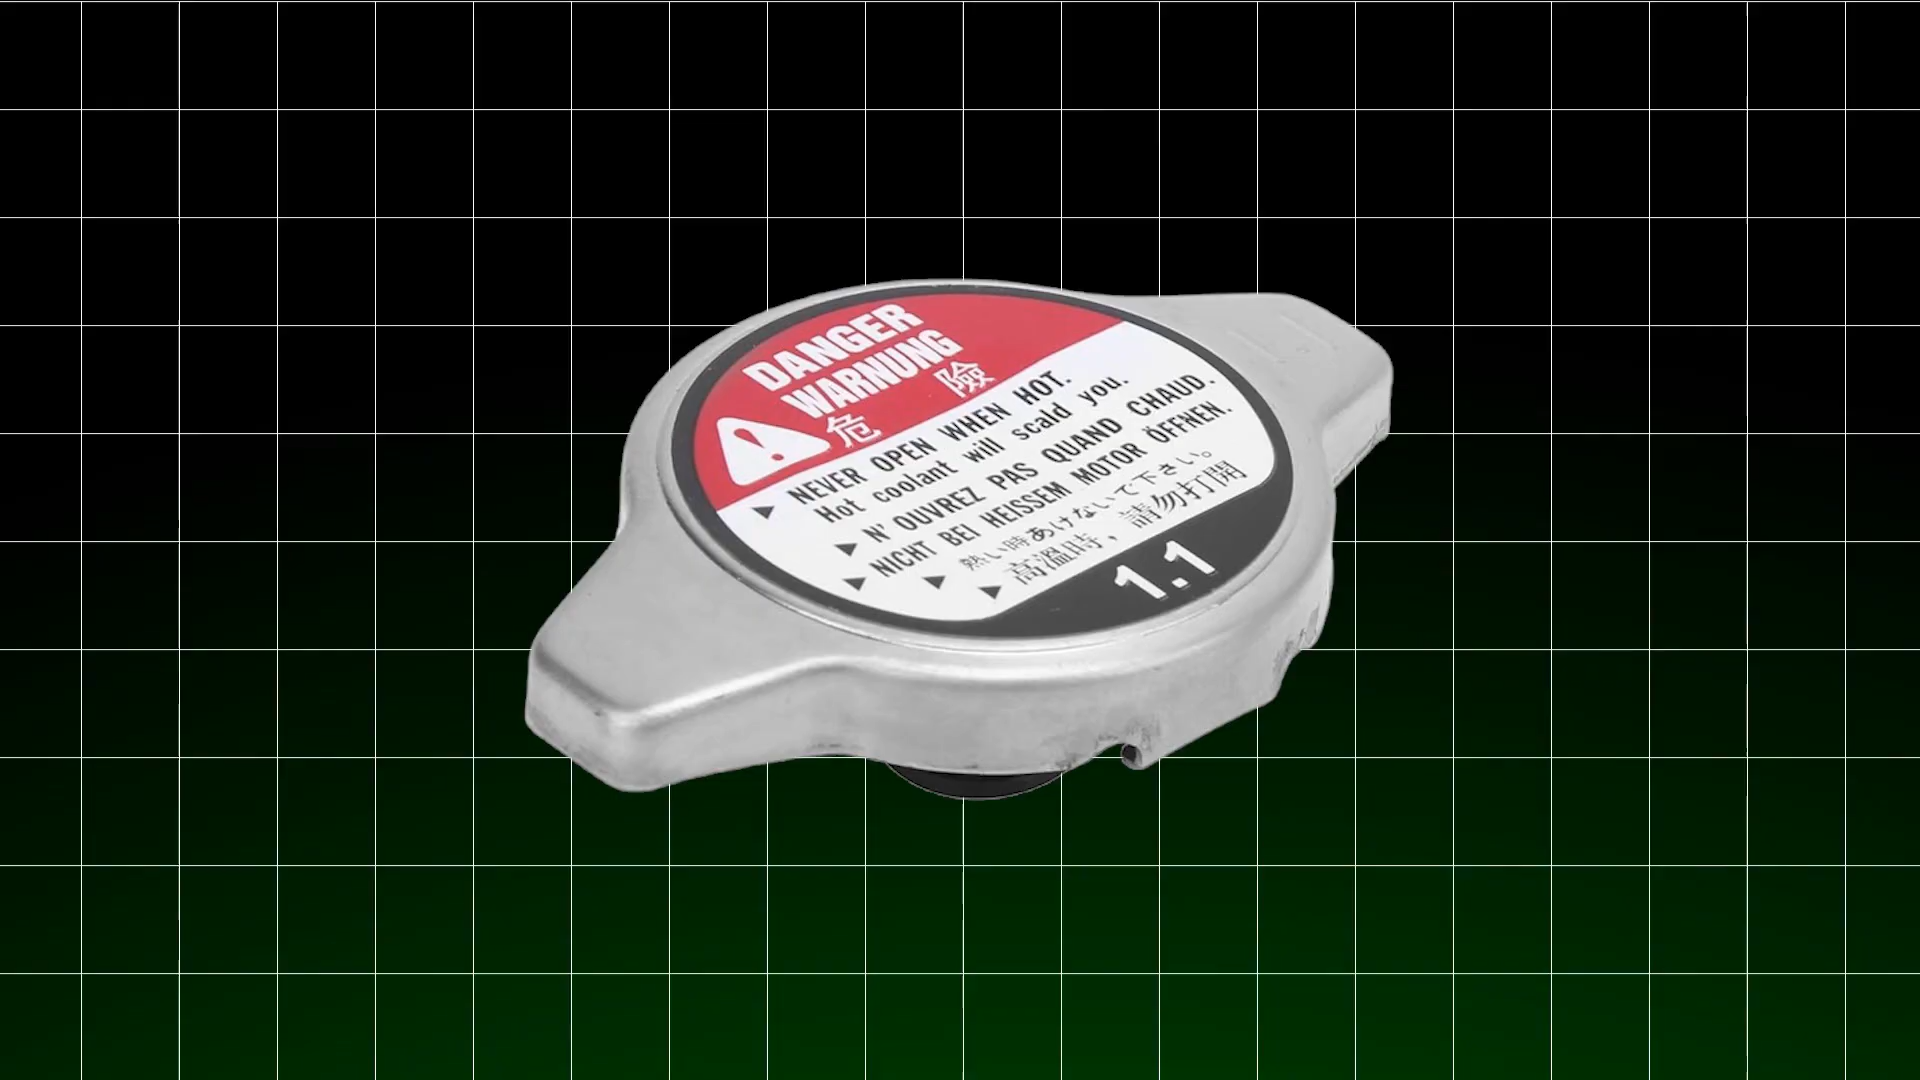 DANGER
WARNUNG
危 險
NEVER OPEN WHEN HOT.
Hot coolant will scald you.
N' OUVREZ PAS QUAND CHAUD.
NICHT BEI HEISSEM MOTOR ÖFFNEN.
熱い時あけないで下さい。
高溫時，請勿打開
1.1